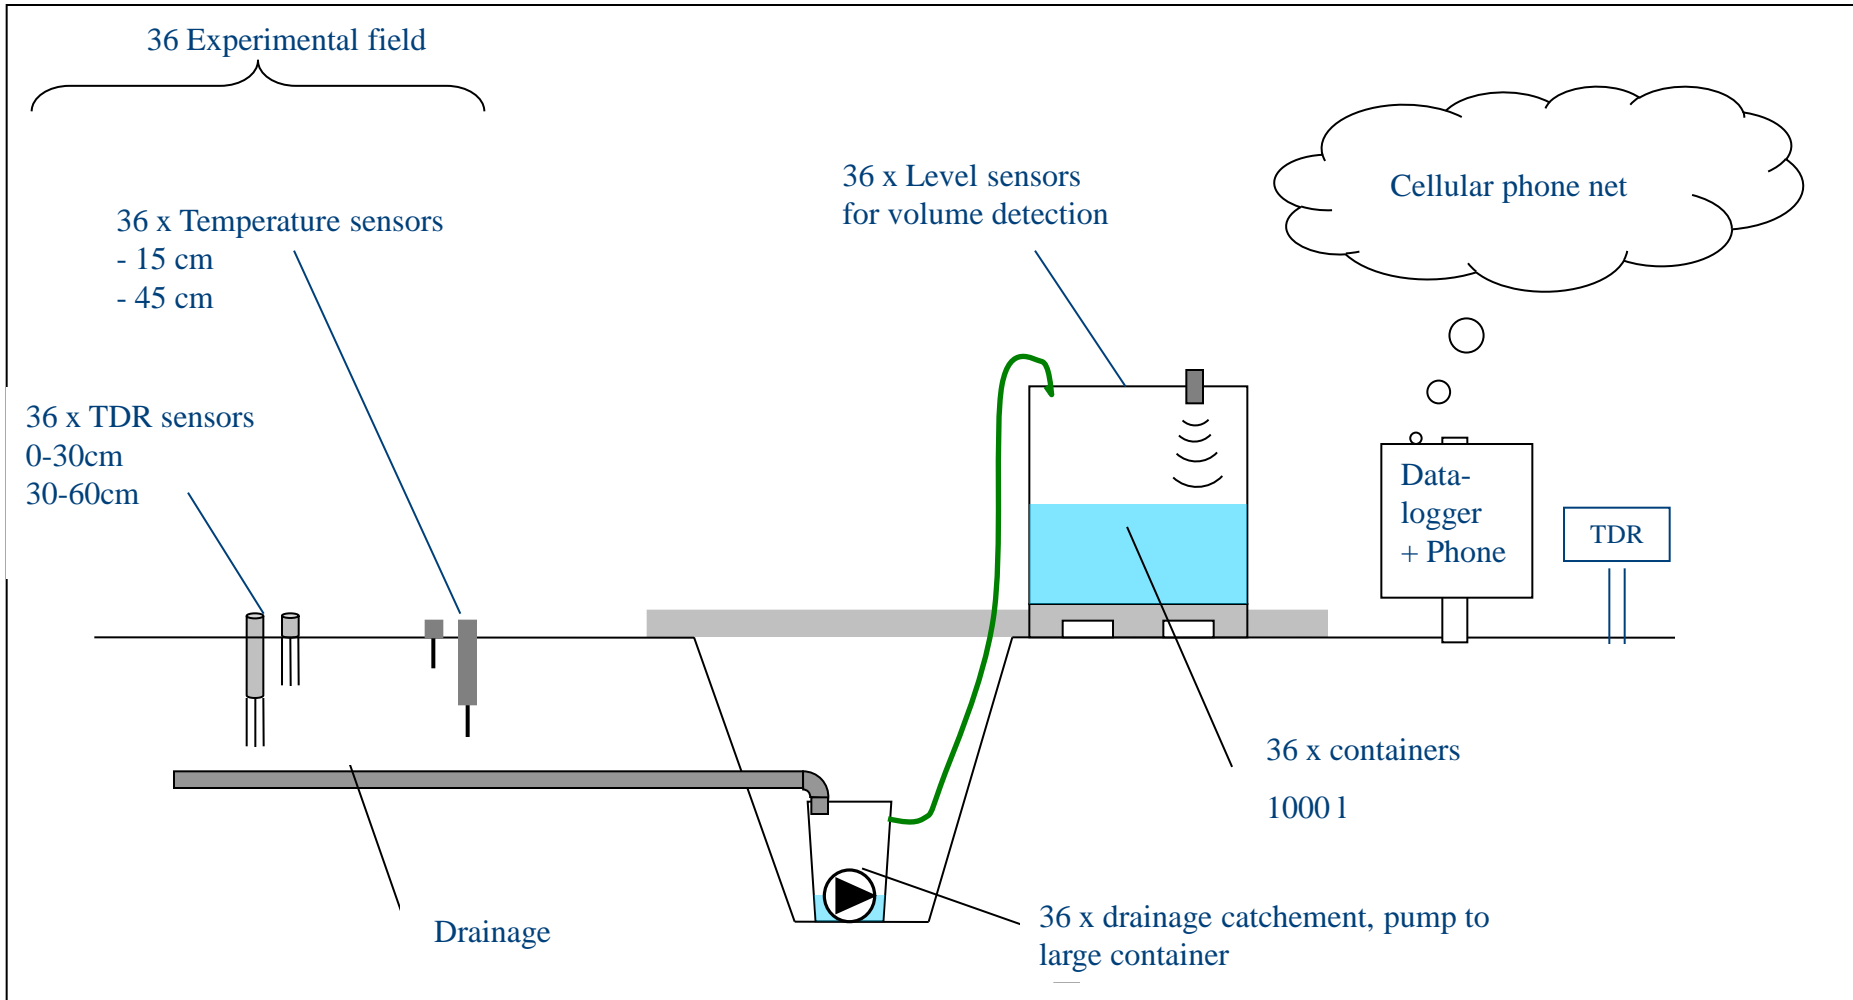 36 Experimental field
36 x Temperature sensors
- 15 cm
- 45 cm
36 x TDR sensors
0-30cm
30-60cm
36 x Level sensors
for volume detection
Cellular phone net
Data-
logger
+ Phone
TDR
36 x containers
1000 l
Drainage
36 x drainage catchement, pump to
large container